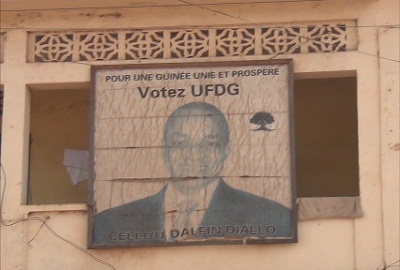 POUR UNE GUINÉE UNIE ET PROSPÈRE
Votez UFDG
CELLOU DALEIN DIALLO